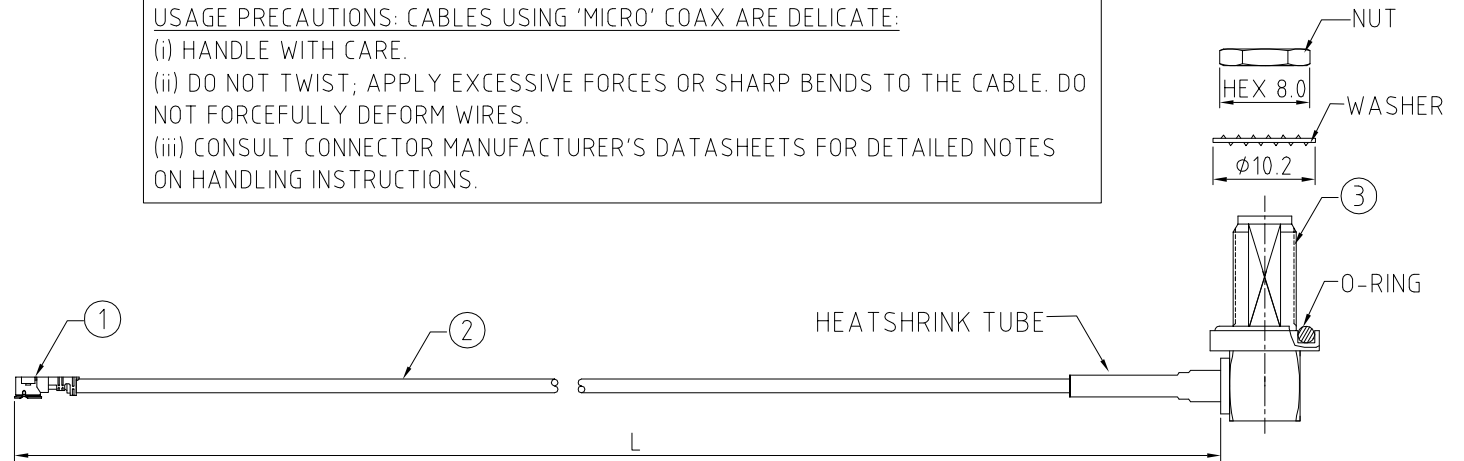 USAGE PRECAUTIONS: CABLES USING 'MICRO' COAX ARE DELICATE:
(i) HANDLE WITH CARE.
(ii) DO NOT TWIST; APPLY EXCESSIVE FORCES OR SHARP BENDS TO THE CABLE. DO
NOT FORCEFULLY DEFORM WIRES.
(iii) CONSULT CONNECTOR MANUFACTURER'S DATASHEETS FOR DETAILED NOTES
ON HANDLING INSTRUCTIONS.
NUT
HEX 8.0
WASHER
⌀10.2
3
O-RING
HEATSHRINK TUBE
1
2
L